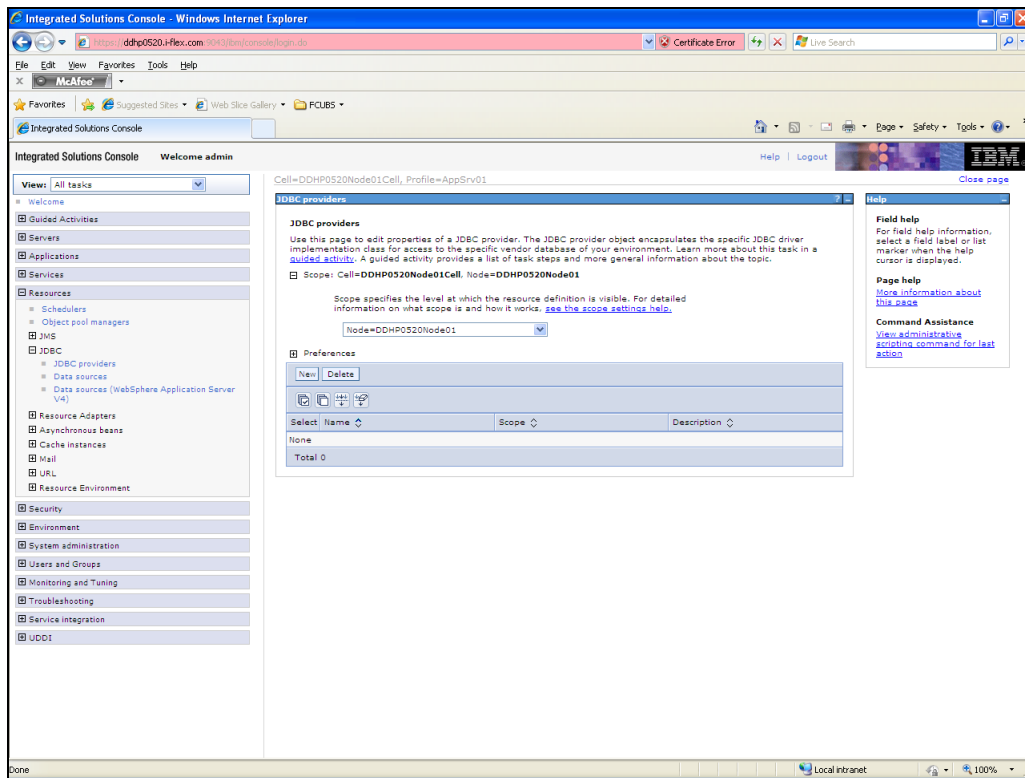 Integrated Solutions Console - Windows Internet Explorer
https://ddhp0520.i-flex.com:9043/ibm/console/login.do
Certificate Error
Live Search
File Edit View Favorites Tools Help
X McAfee
Favorites Suggested Sites Web Slice Gallery FCUBS
Integrated Solutions Console
Page Safety Tools
Integrated Solutions Console Welcome admin
Help | Logout
IBM.
View: All tasks
Welcome
Guided Activities
Servers
Applications
Services
Resources
Schedulers
Object pool managers
JMS
JDBC
JDBC providers
Data sources
Data sources (WebSphere Application Server
V4)
Resource Adapters
Asynchronous beans
Cache instances
Mail
URL
Resource Environment
Security
Environment
System administration
Users and Groups
Monitoring and Tuning
Troubleshooting
Service integration
UDDI
Cell=DDHP0520Node01Cell, Profile=AppSrv01
Close page
JDBC providers
? -
JDBC providers
Use this page to edit properties of a JDBC provider. The JDBC provider object encapsulates the specific JDBC driver
implementation class for access to the specific vendor database of your environment. Learn more about this task in a
guided activity. A guided activity provides a list of task steps and more general information about the topic.
Scope: Cell=DDHP0520Node01Cell, Node=DDHP0520Node01
Scope specifies the level at which the resource definition is visible. For detailed
information on what scope is and how it works, see the scope settings help.
Node=DDHP0520Node01
Preferences
New Delete
Select Name Scope Description
None
Total 0
Help
Field help
For field help information,
select a field label or list
marker when the help
cursor is displayed.
Page help
More information about
this page
Command Assistance
View administrative
scripting command for last
action
Done
Local intranet
100%